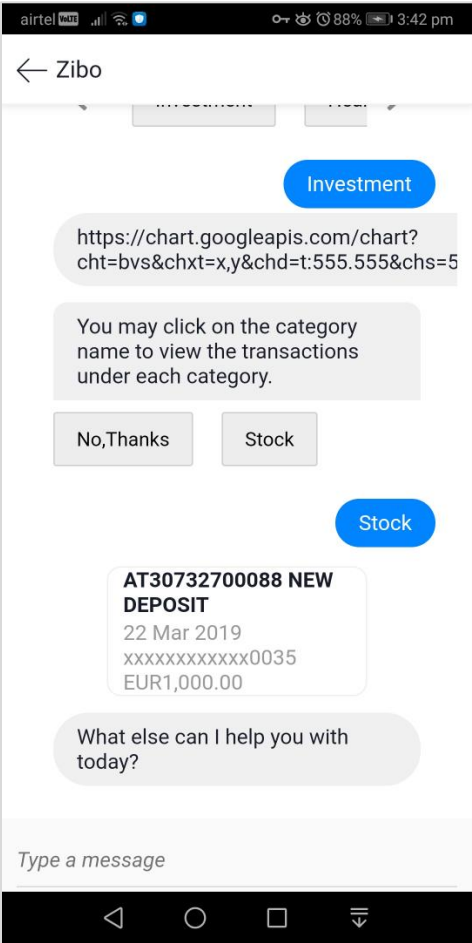 airtel VoLTE 88% 3:42 pm
Zibo
Investment
Investment
https://chart.googleapis.com/chart?
cht=bvs&chxt=x,y&chd=t:555.555&chs=5
You may click on the category
name to view the transactions
under each category.
No,Thanks Stock
Stock
AT30732700088 NEW
DEPOSIT
22 Mar 2019
xxxxxxxxxxxx0035
EUR1,000.00
What else can I help you with
today?
Type a message